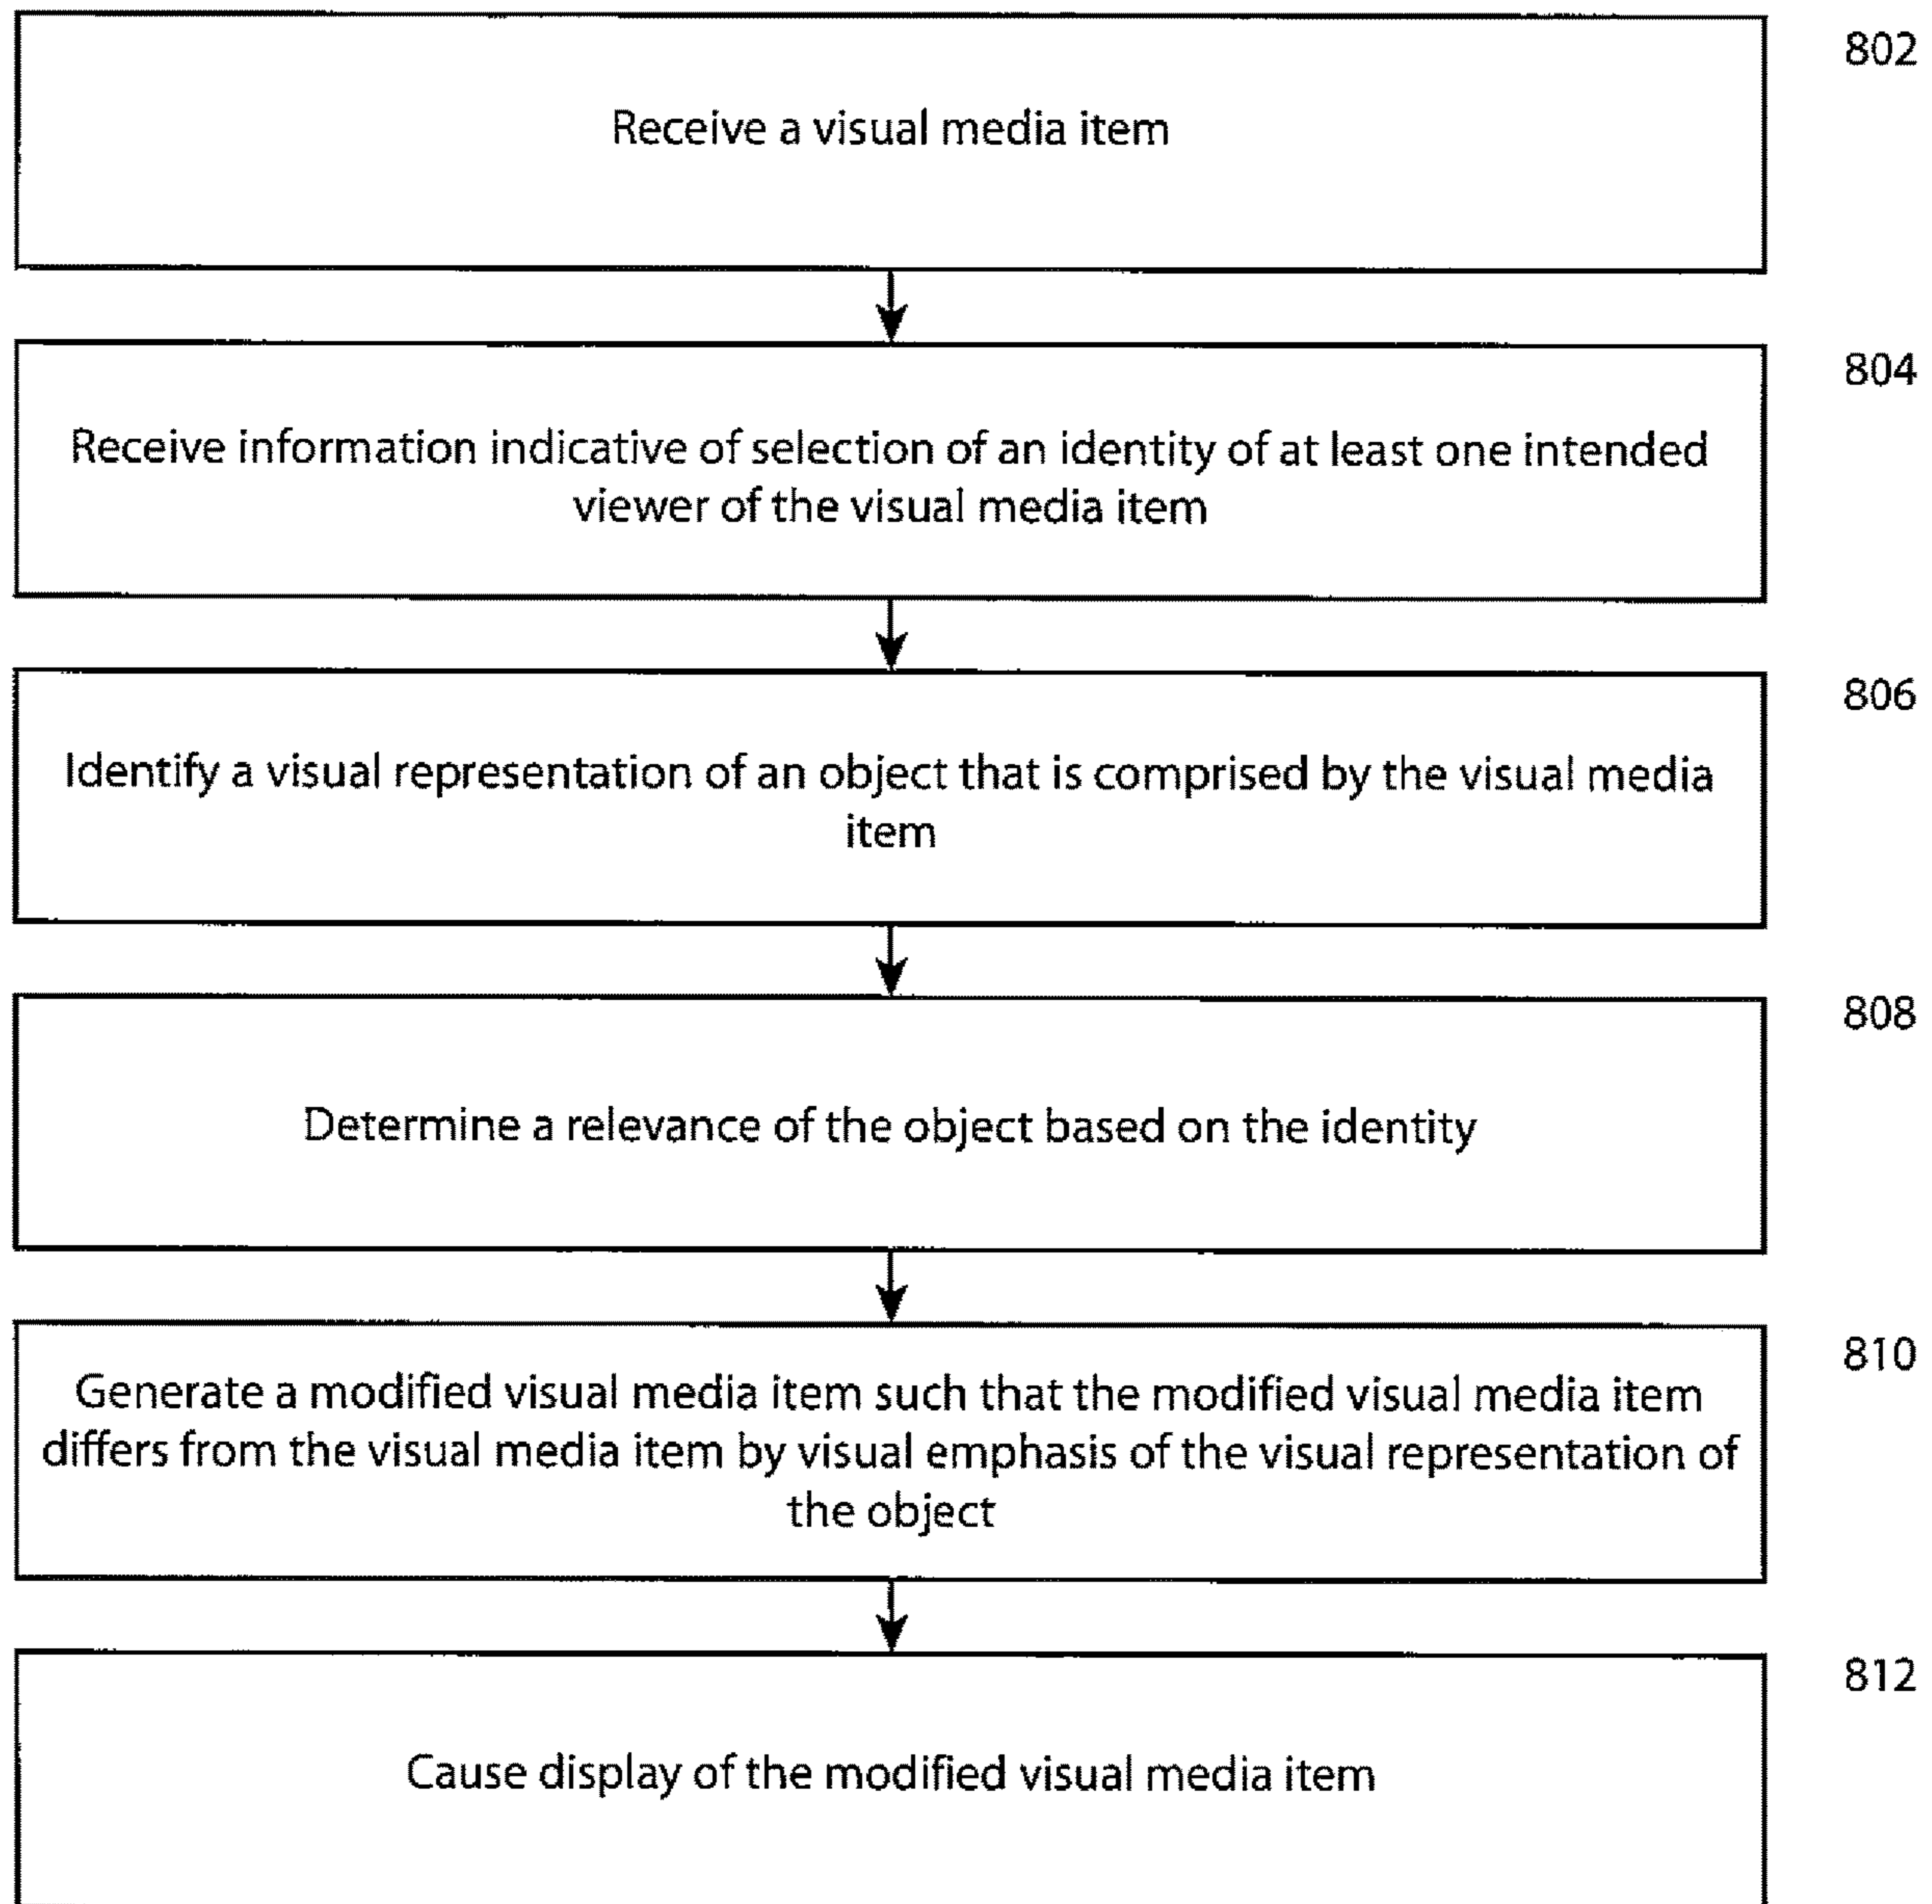 802
Receive a visual media item
804
Receive information indicative of selection of an identity of at least one intended
viewer of the visual media item
806
Identify a visual representation of an object that is comprised by the visual media
item
808
Determine a relevance of the object based on the identity
810
Generate a modified visual media item such that the modified visual media item
differs from the visual media item by visual emphasis of the visual representation of
the object
812
Cause display of the modified visual media item